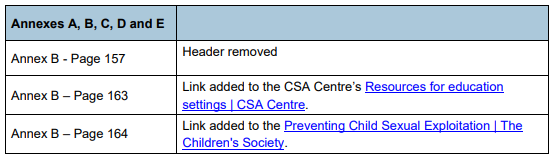 Annexes A, B, C, D and E
Annex B - Page 157
Header removed
Annex B – Page 163
Link added to the CSA Centre’s Resources for education
settings | CSA Centre.
Annex B – Page 164
Link added to the Preventing Child Sexual Exploitation | The
Children's Society.